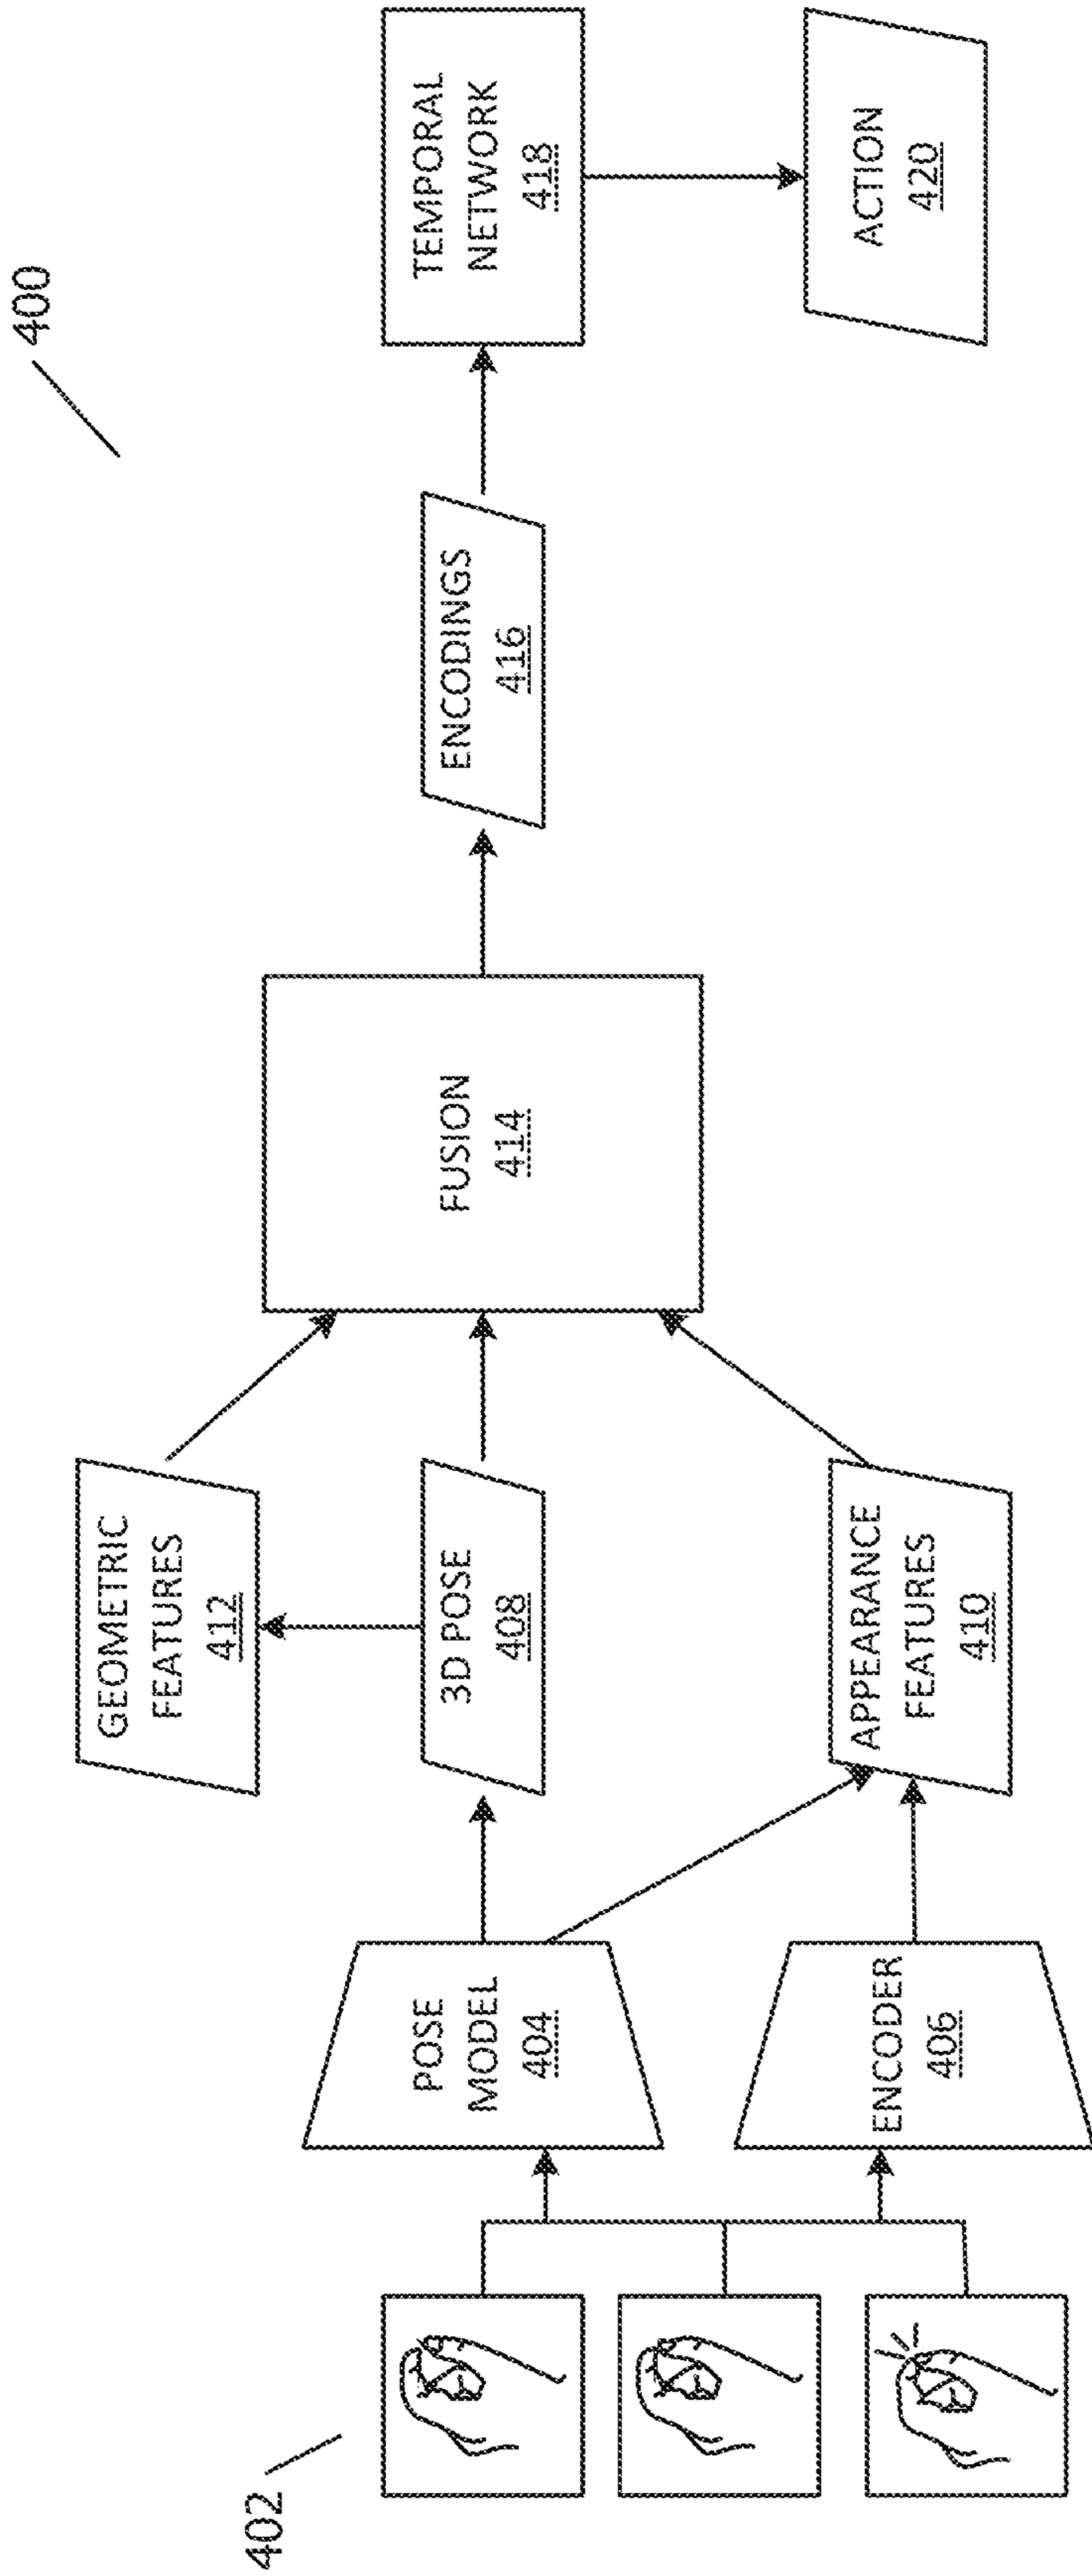 400
402
POSE
MODEL
404
ENCODER
406
GEOMETRIC
FEATURES
412
3D POSE
408
APPEARANCE
FEATURES
410
FUSION
414
ENCODINGS
416
TEMPORAL
NETWORK
418
ACTION
420